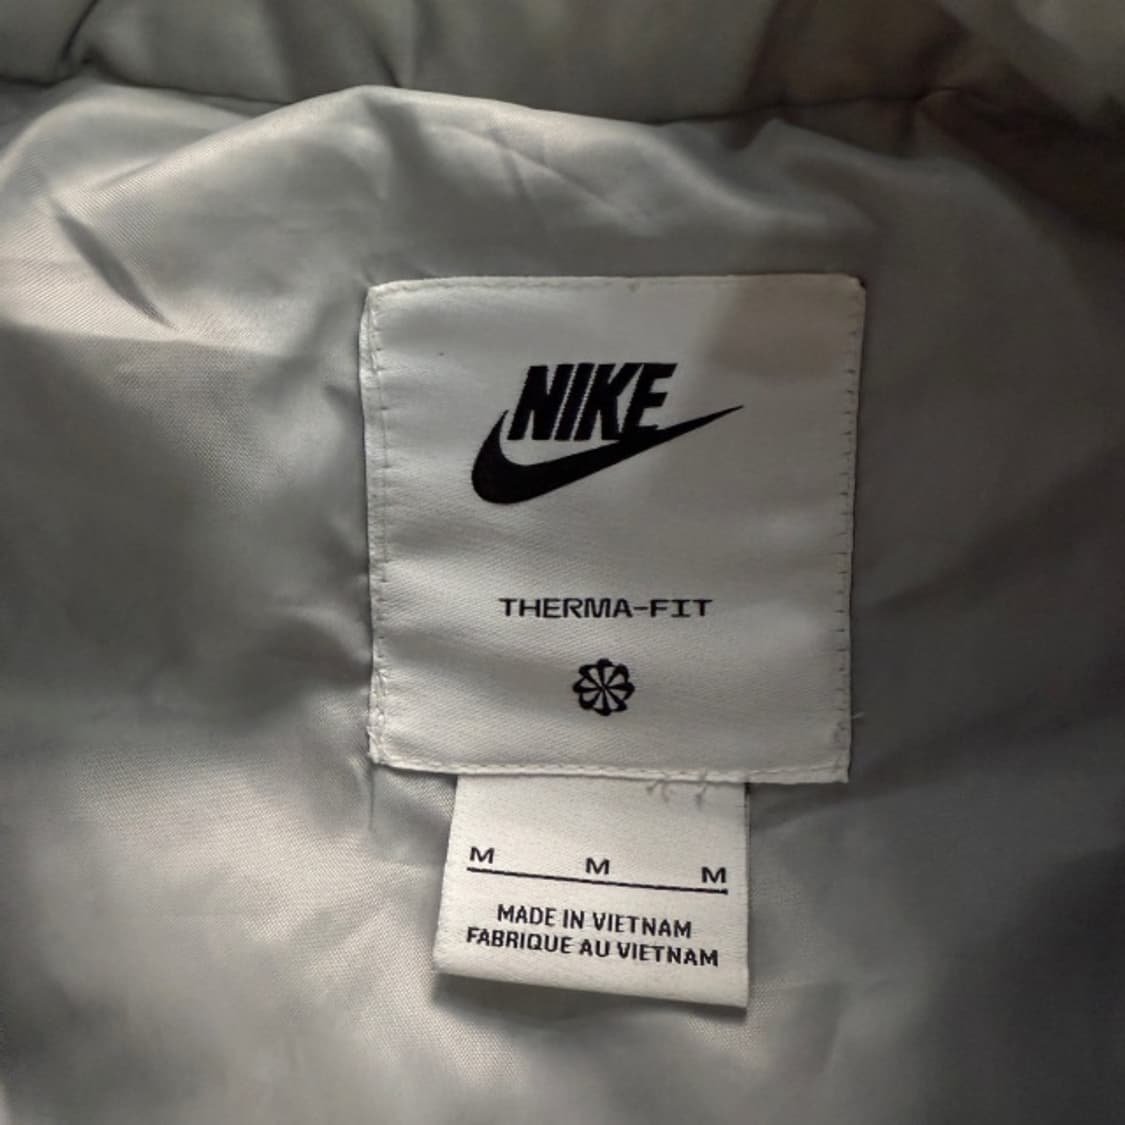 NIKE
THERMA-FIT
M M M
MADE IN VIETNAM
FABRIQUE AU VIETNAM